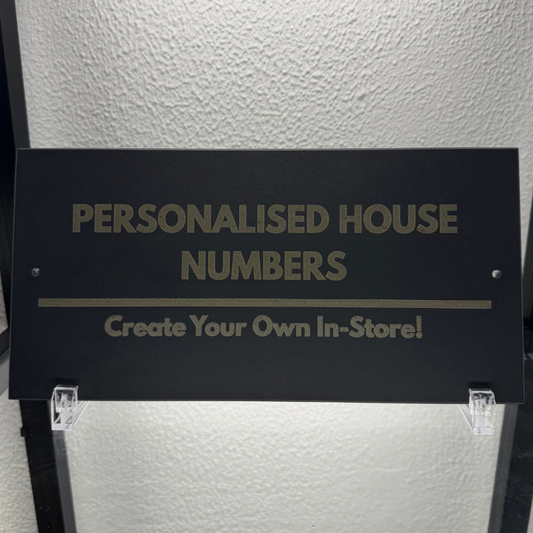 PERSONALISED HOUSE
NUMBERS
Create Your Own In-Store!